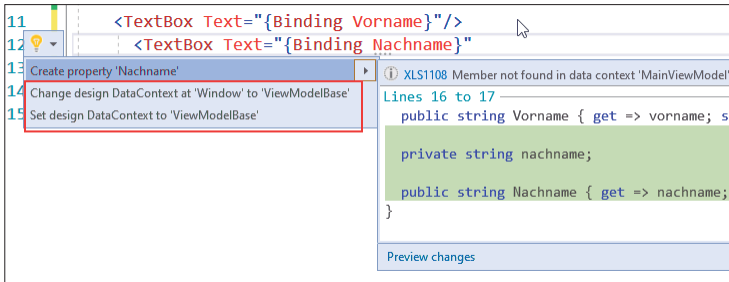 11 <TextBox Text="{Binding Vorname}"/>
12 <TextBox Text="{Binding Nachname}"
13
Create property 'Nachname'
14
Change design DataContext at 'Window' to 'ViewModelBase'
15
Set design DataContext to 'ViewModelBase'
XLS1108 Member not found in data context 'MainViewModel'
Lines 16 to 17
public string Vorname { get => vorname; s
private string nachname;
public string Nachname { get => nachname;
}
Preview changes